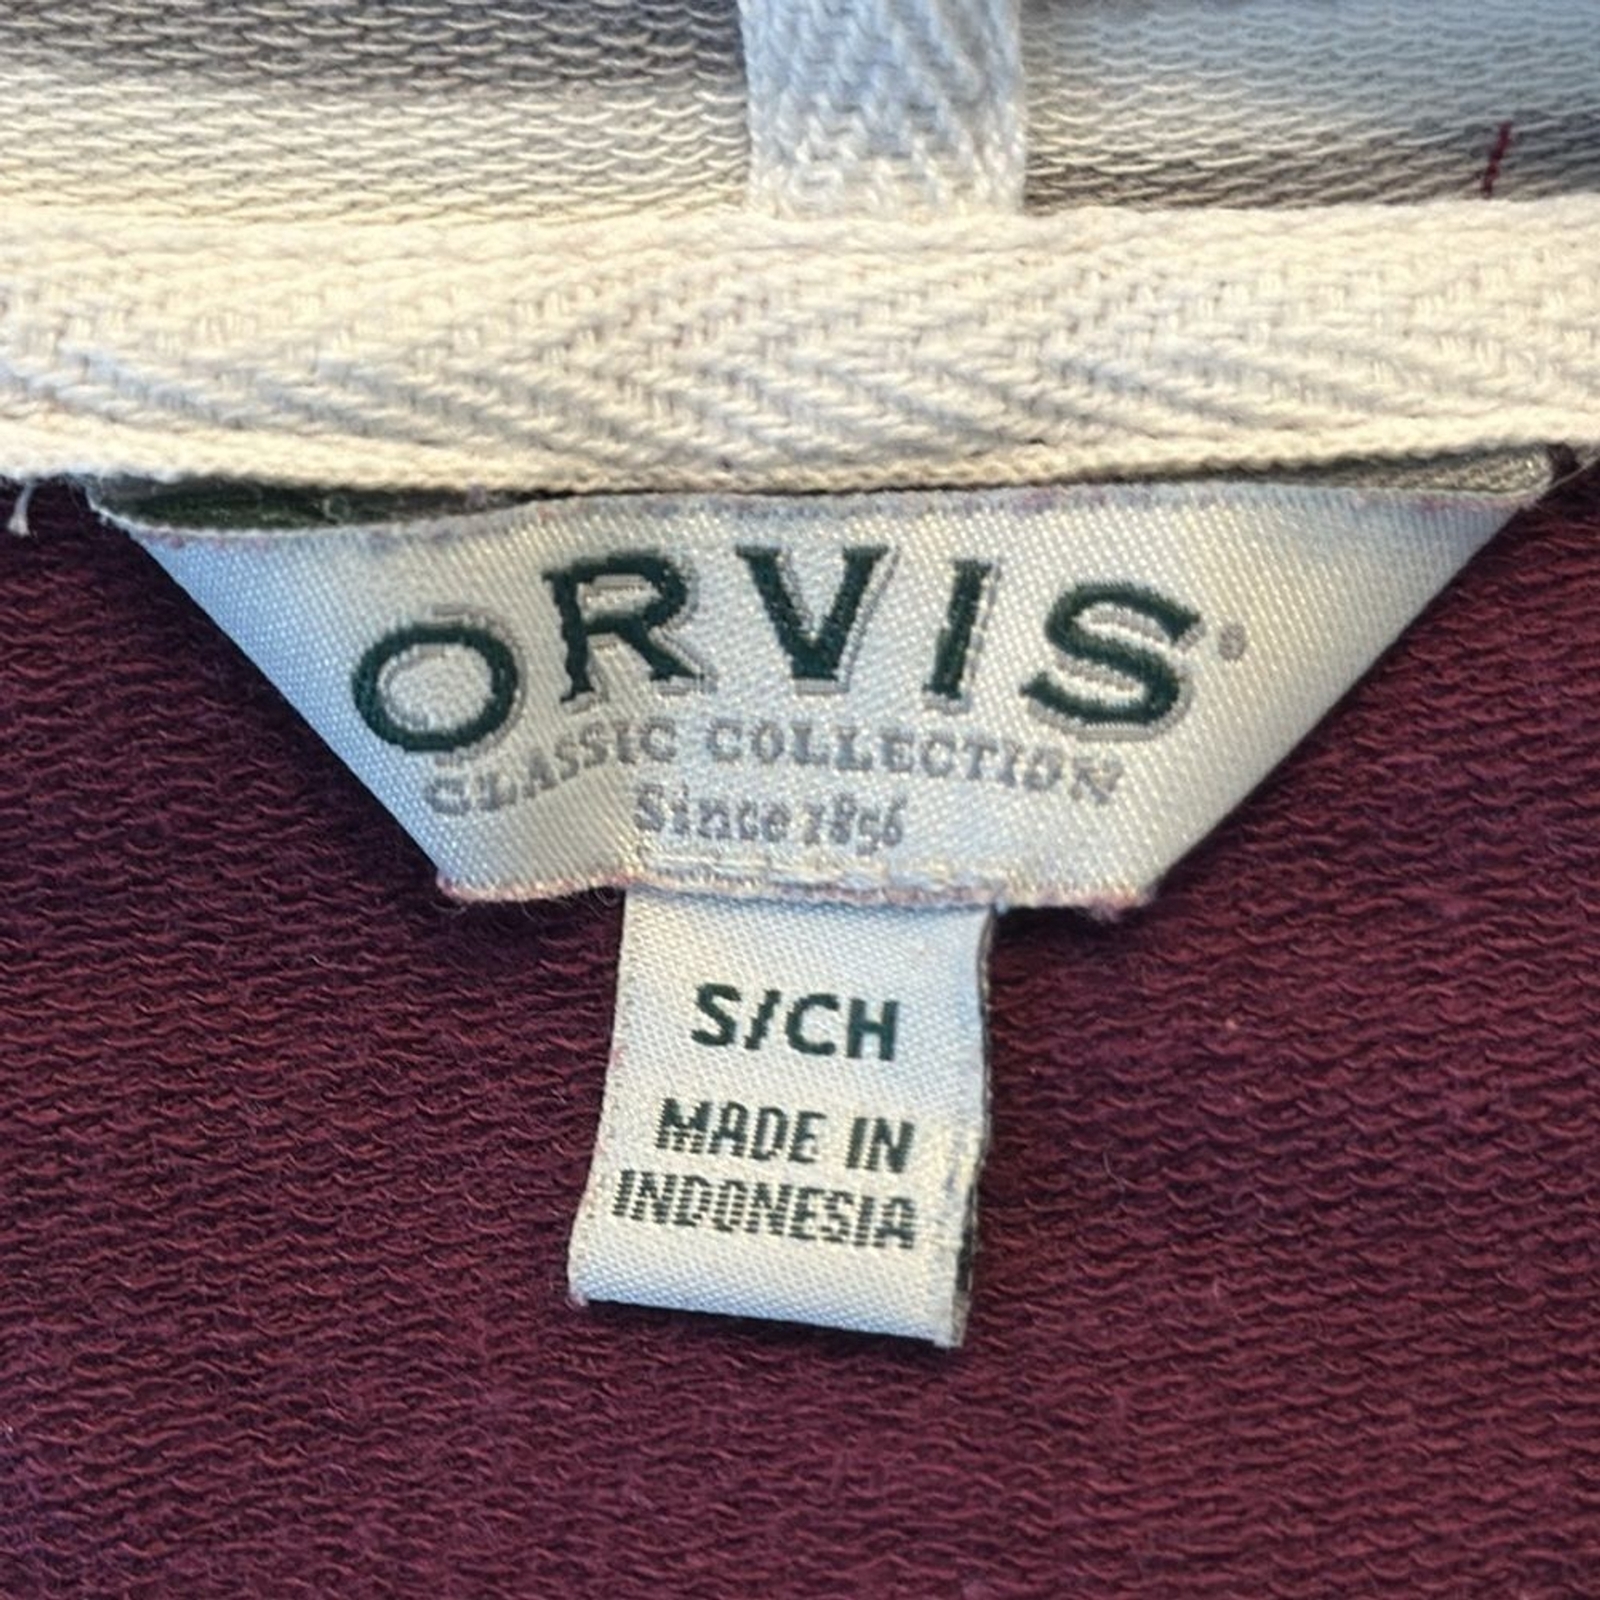 ORVIS®
CLASSIC COLLECTION
Since 1856
S/CH
MADE IN
INDONESIA